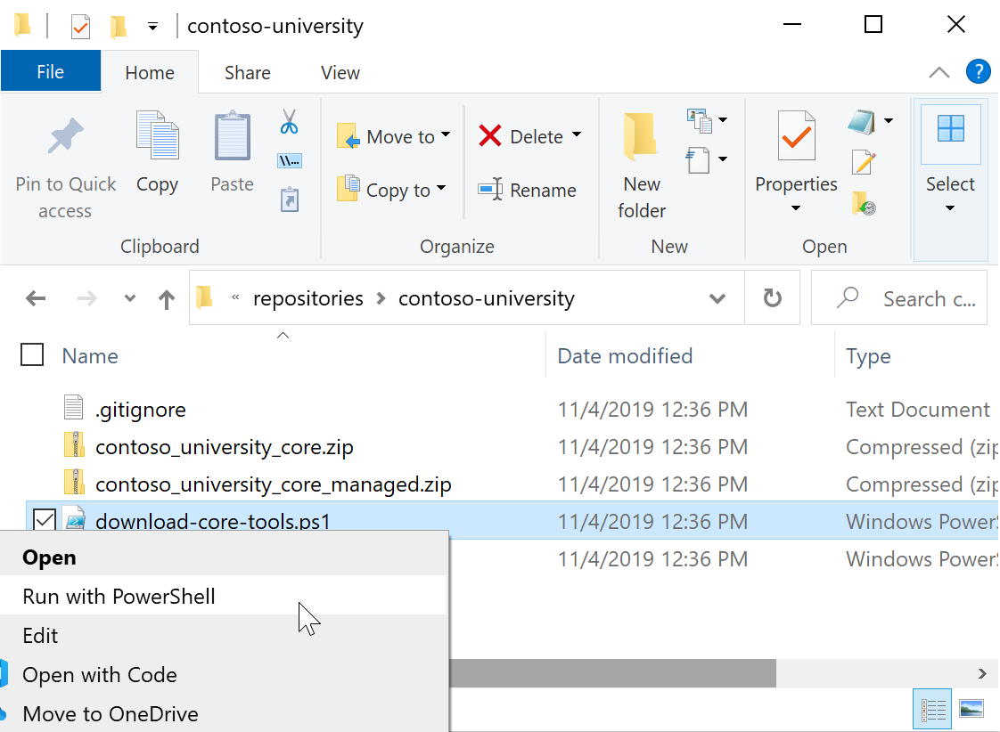 contoso-university
File Home Share View
Pin to Quick
access
Copy
Paste
Clipboard
Move to
Copy to
Delete
Rename
Organize
New
folder
New
Properties
Open
Select
« repositories > contoso-university
Search c...
Name Date modified Type
.gitignore 11/4/2019 12:36 PM Text Document
contoso_university_core.zip 11/4/2019 12:36 PM Compressed (zip
contoso_university_core_managed.zip 11/4/2019 12:36 PM Compressed (zip
download-core-tools.ps1 11/4/2019 12:36 PM Windows PowerS
11/4/2019 12:36 PM Windows PowerS
Open
Run with PowerShell
Edit
Open with Code
Move to OneDrive